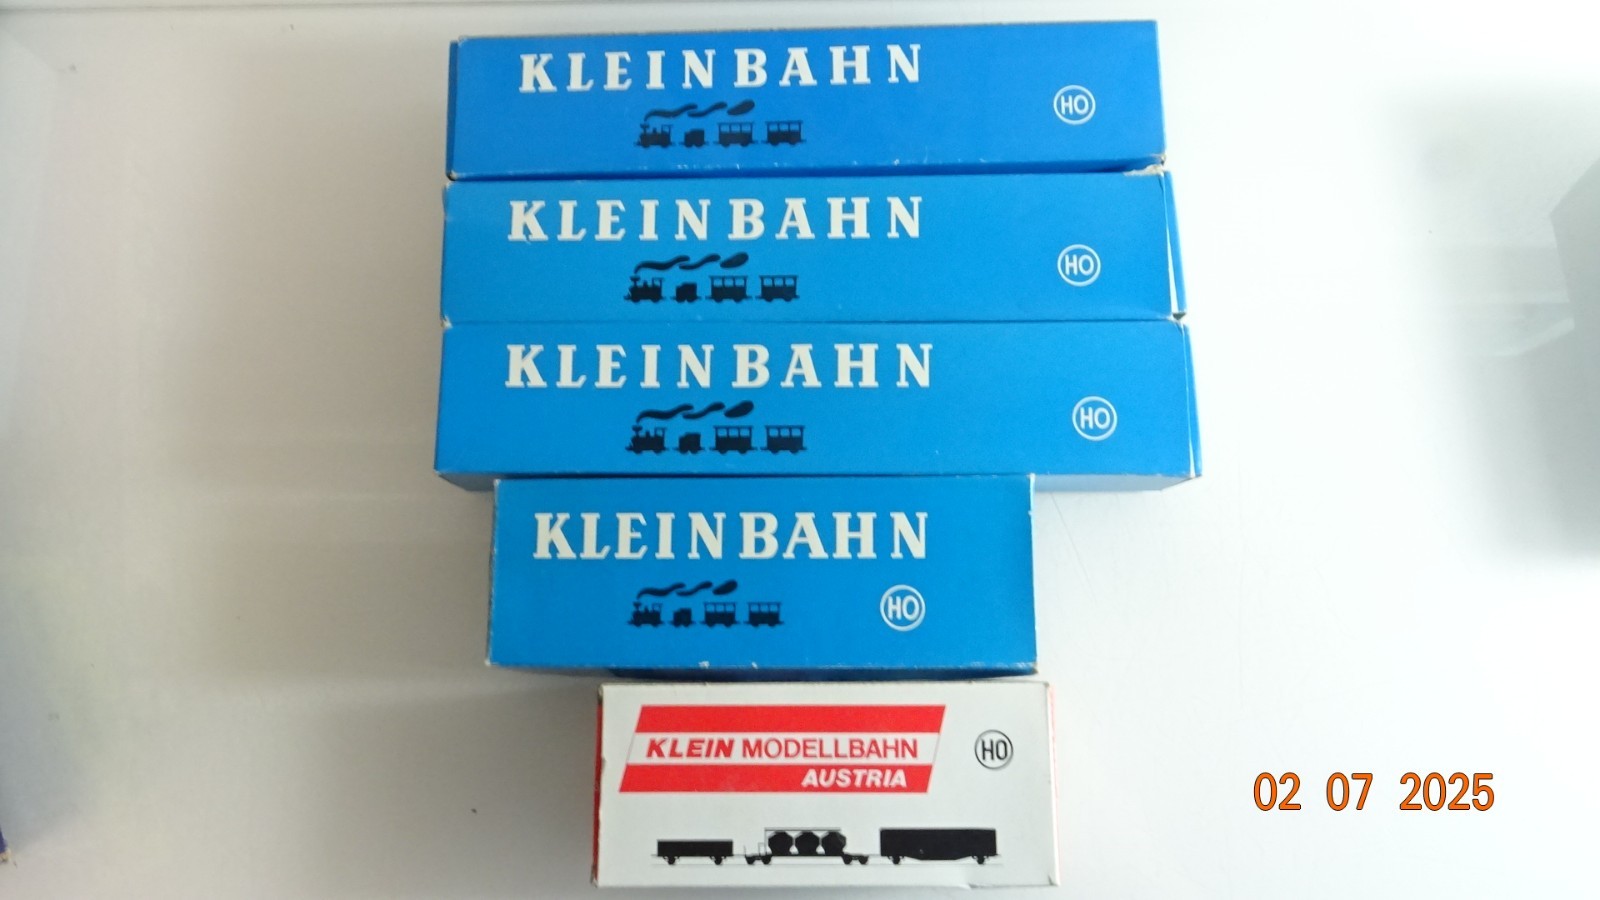 KLEINBAHN
HO
KLEINBAHN
HO
KLEINBAHN
HO
KLEINBAHN
HO
KLEIN MODELLBAHN
AUSTRIA
HO
02 07 2025